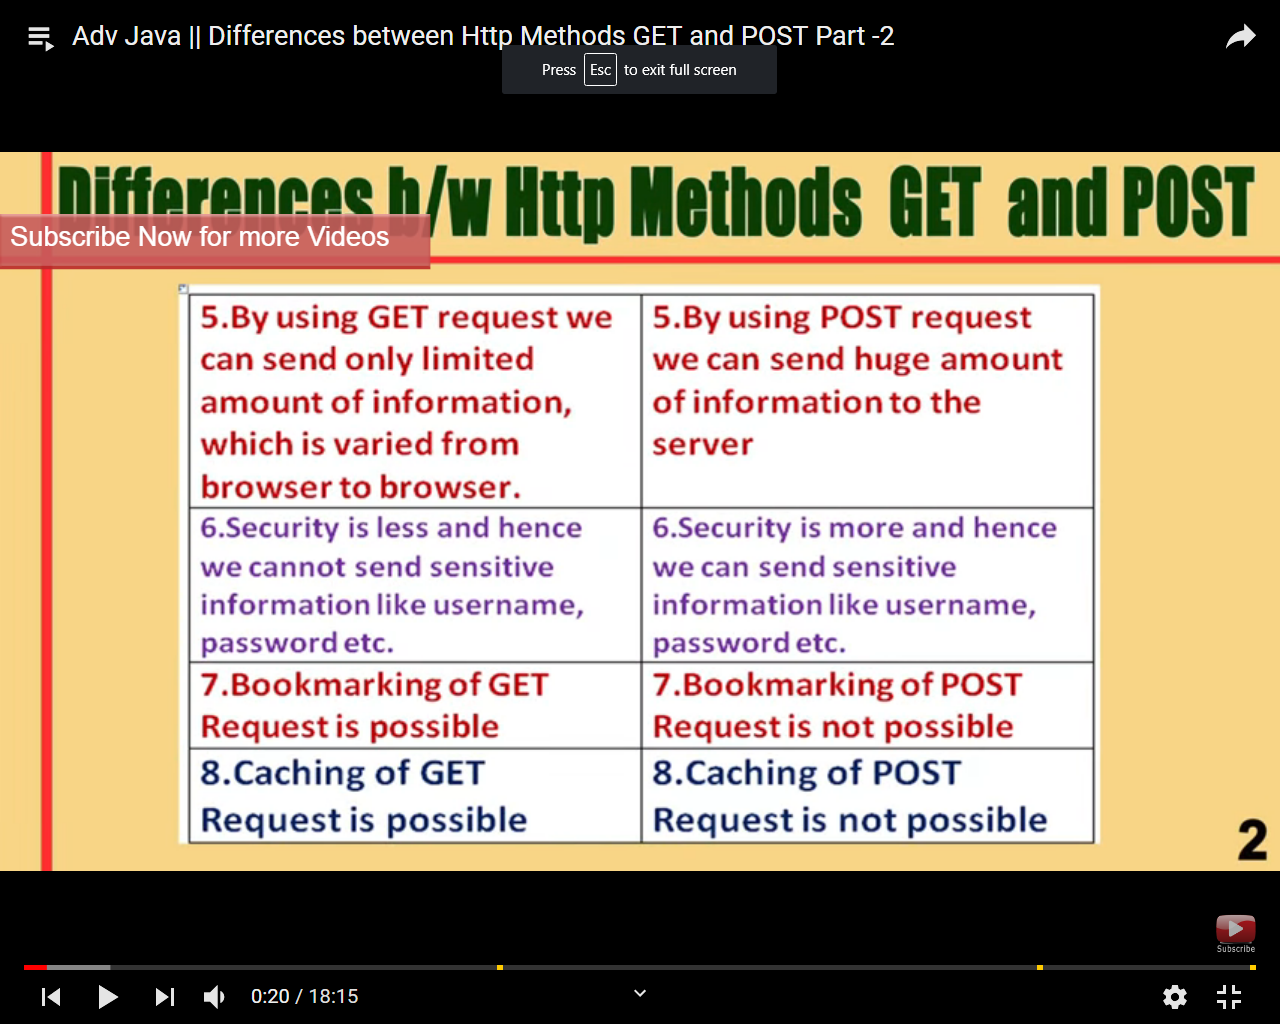 Adv Java || Differences between Http Methods GET and POST Part -2
Press Esc to exit full screen
Differences b/w Http Methods GET and POST
Subscribe Now for more Videos
5.By using GET request we
can send only limited
amount of information,
which is varied from
browser to browser.
5.By using POST request
we can send huge amount
of information to the
server
6.Security is less and hence
we cannot send sensitive
information like username,
password etc.
6.Security is more and hence
we can send sensitive
information like username,
password etc.
7.Bookmarking of GET
Request is possible
7.Bookmarking of POST
Request is not possible
8.Caching of GET
Request is possible
8.Caching of POST
Request is not possible
2
Subscribe
0:20 / 18:15